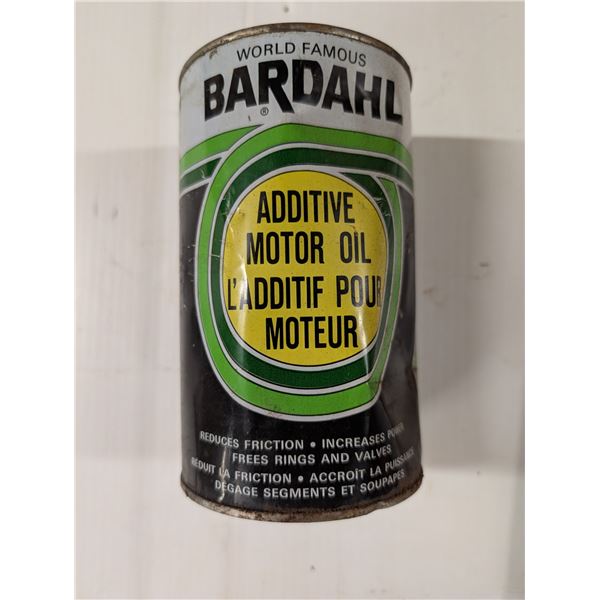 WORLD FAMOUS
BARDAHL
®
ADDITIVE
MOTOR OIL
L'ADDITIF POUR
MOTEUR
REDUCES FRICTION • INCREASES POWER
FREES RINGS AND VALVES
RÉDUIT LA FRICTION • ACCROÎT LA PUISSANCE
DÉGAGE SEGMENTS ET SOUPAPES